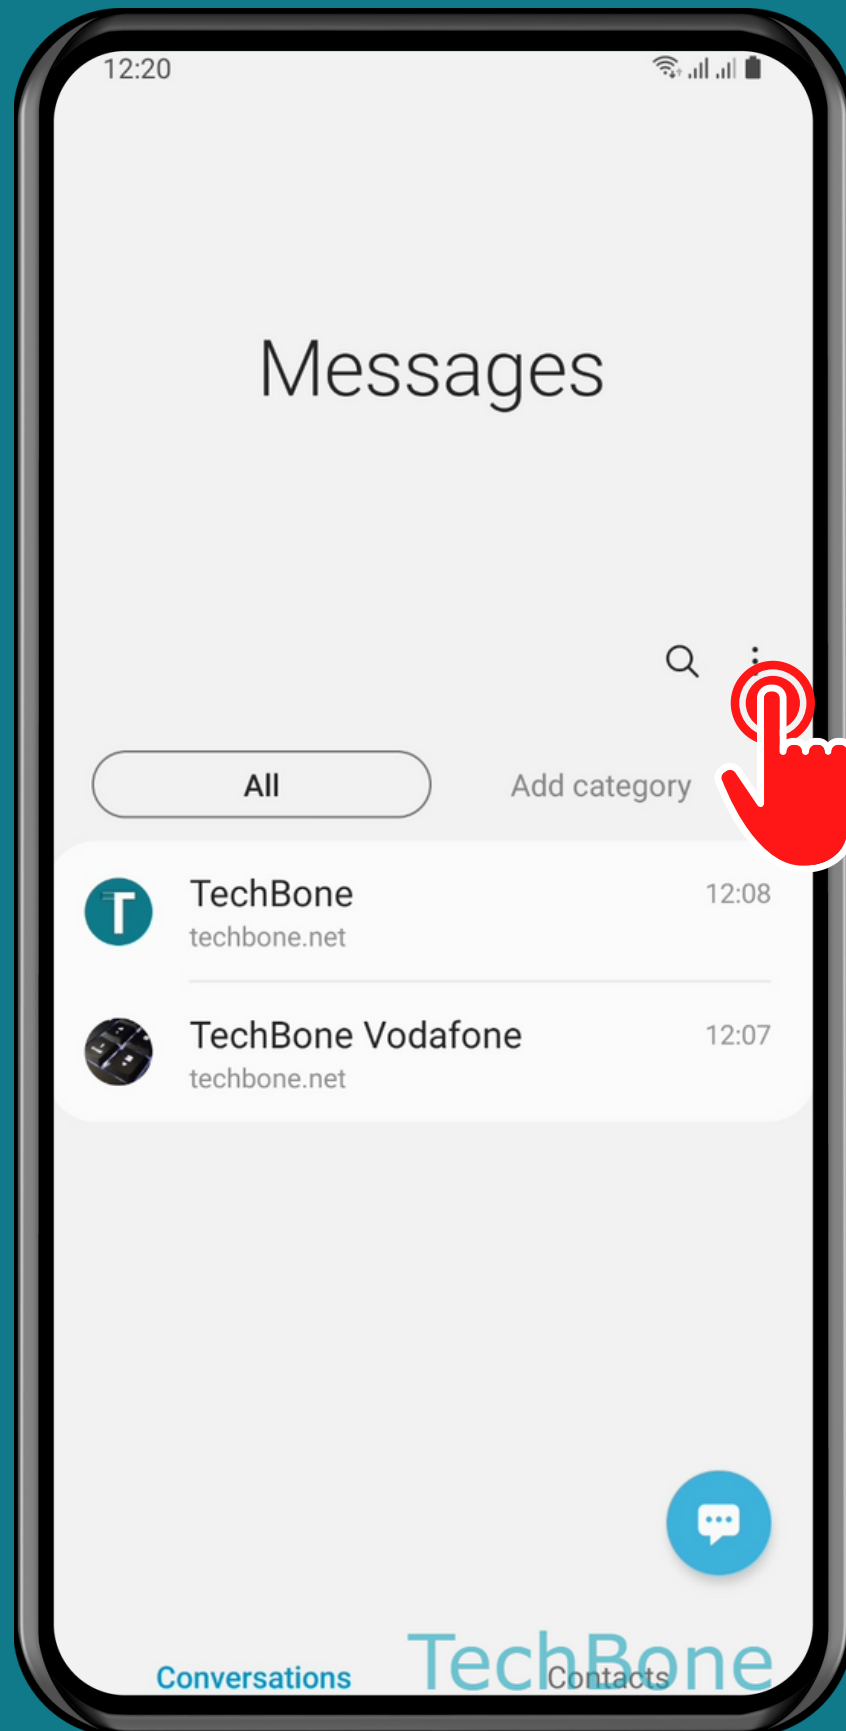 12:20
Messages
All
Add category
T
TechBone
12:08
techbone.net
TechBone Vodafone
12:07
techbone.net
TechBone
Conversations
Contacts